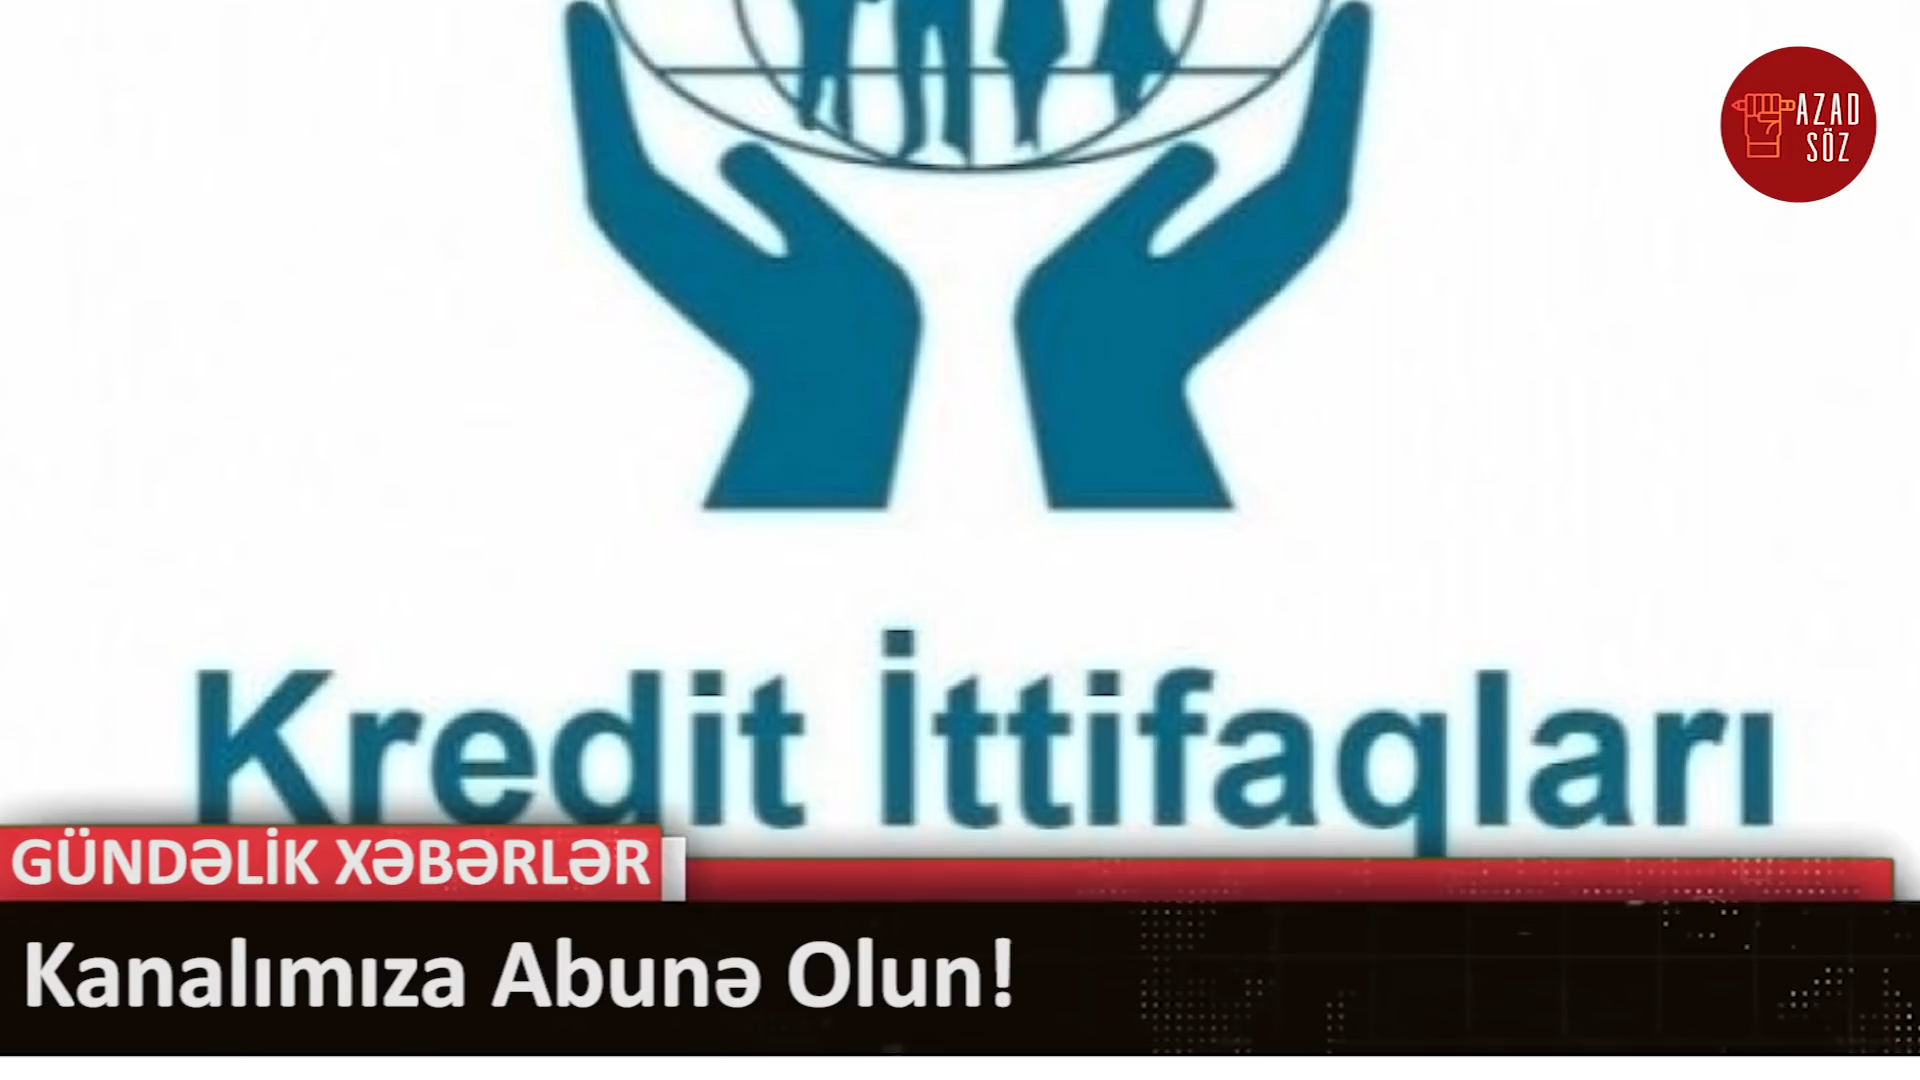 AZAD
SÖZ
Kredit İttifaqları
GÜNDƏLİK XƏBƏRLƏR
Kanalımıza Abunə Olun!